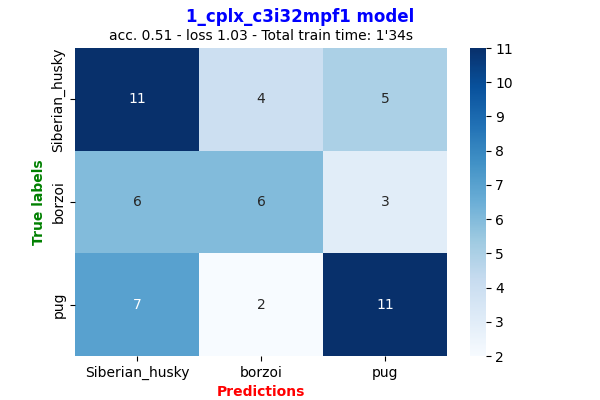 1_cplx_c3i32mpf1 model
acc. 0.51 - loss 1.03 - Total train time: 1'34s
True labels
Siberian_husky
11 4 5
borzoi
6 6 3
pug
7 2 11
Siberian_husky borzoi pug
Predictions
11
10
9
8
7
6
5
4
3
2